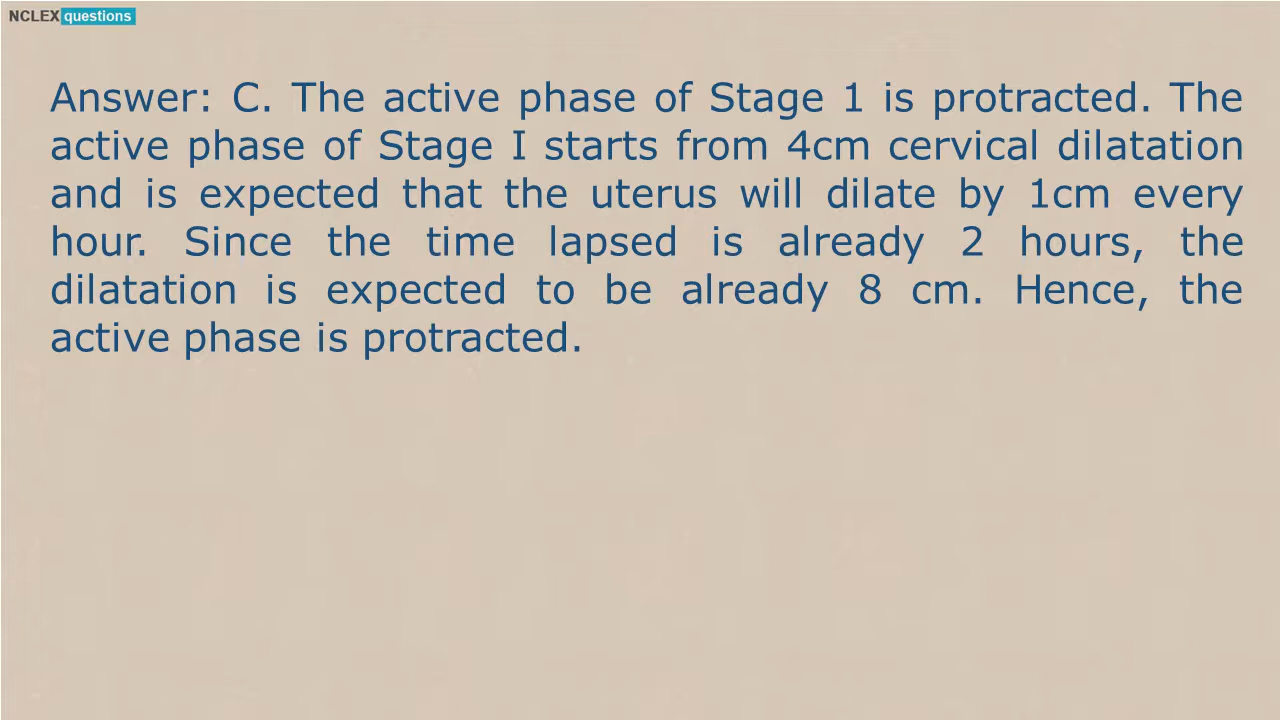 NCLEX questions
Answer: C. The active phase of Stage 1 is protracted. The
active phase of Stage I starts from 4cm cervical dilatation
and is expected that the uterus will dilate by 1cm every
hour. Since the time lapsed is already 2 hours, the
dilatation is expected to be already 8 cm. Hence, the
active phase is protracted.